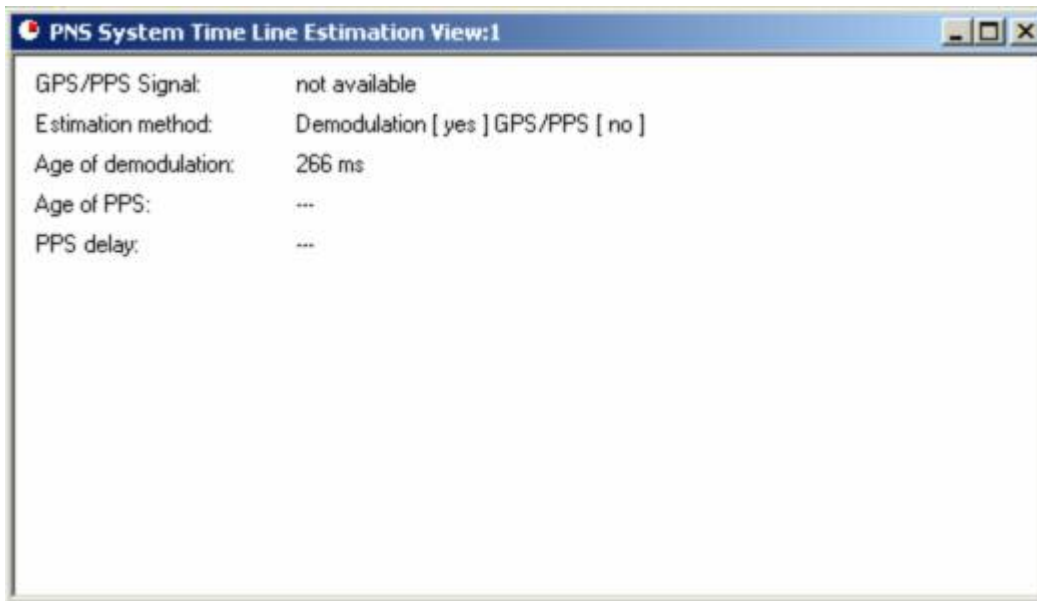 PNS System Time Line Estimation View:1
GPS/PPS Signal: not available
Estimation method: Demodulation [ yes ] GPS/PPS [ no ]
Age of demodulation: 266 ms
Age of PPS: ---
PPS delay: ---